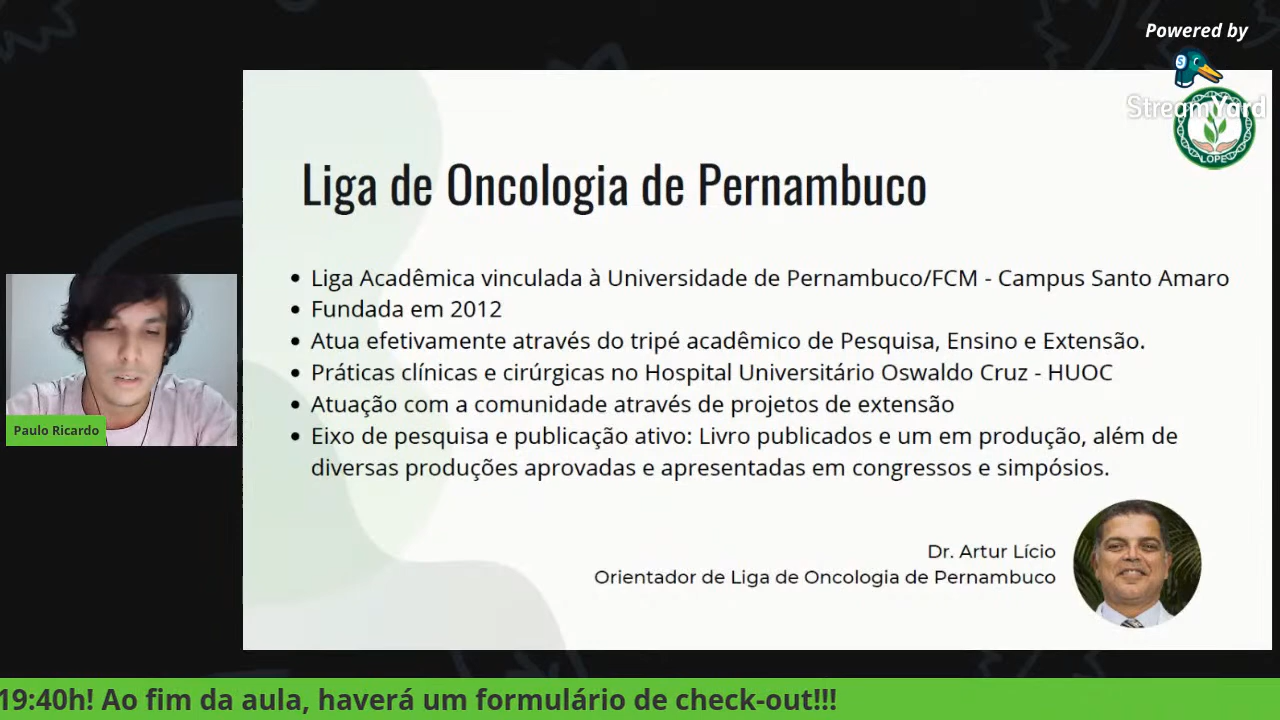 Powered by
StreamYard
LOPE
Liga de Oncologia de Pernambuco
• Liga Acadêmica vinculada à Universidade de Pernambuco/FCM - Campus Santo Amaro
• Fundada em 2012
• Atua efetivamente através do tripé acadêmico de Pesquisa, Ensino e Extensão.
• Práticas clínicas e cirúrgicas no Hospital Universitário Oswaldo Cruz - HUOC
• Atuação com a comunidade através de projetos de extensão
• Eixo de pesquisa e publicação ativo: Livro publicados e um em produção, além de
diversas produções aprovadas e apresentadas em congressos e simpósios.
Paulo Ricardo
Dr. Artur Lício
Orientador de Liga de Oncologia de Pernambuco
19:40h! Ao fim da aula, haverá um formulário de check-out!!!